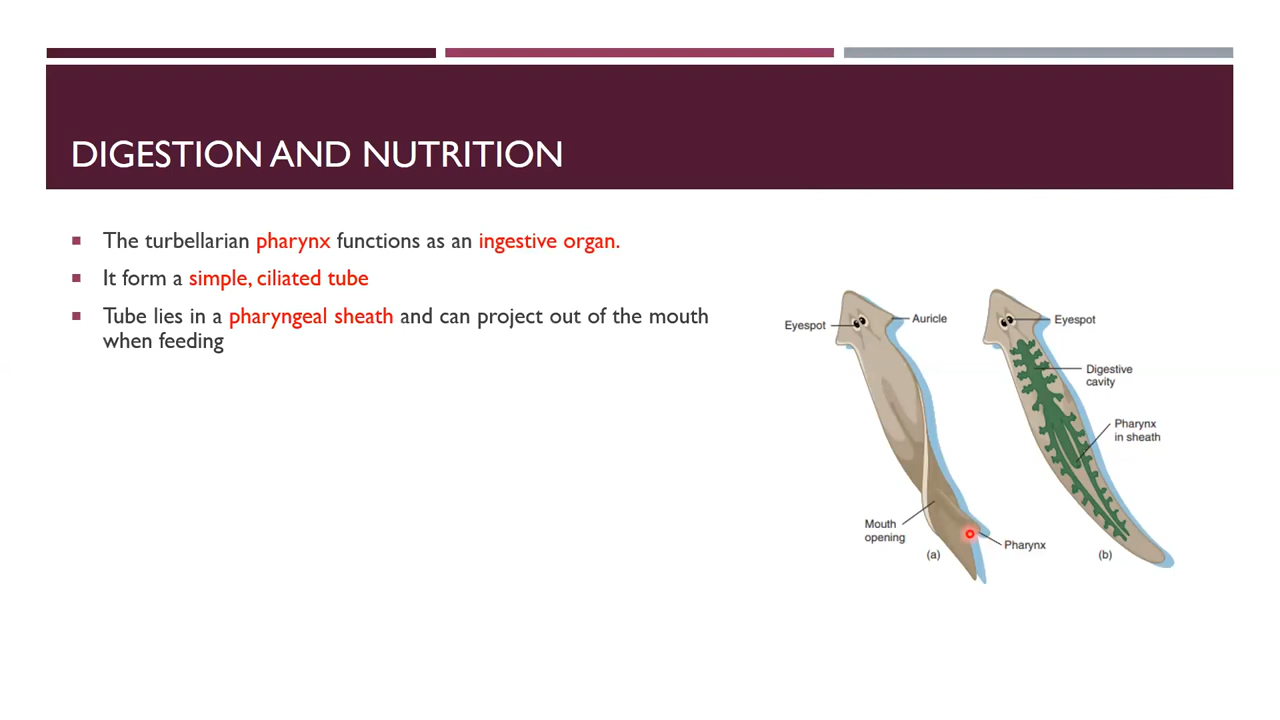 DIGESTION AND NUTRITION
The turbellarian pharynx functions as an ingestive organ.
It form a simple, ciliated tube
Tube lies in a pharyngeal sheath and can project out of the mouth
when feeding
Eyespot
Auricle
Mouth
opening
Pharynx
(a)
Eyespot
Digestive
cavity
Pharynx
in sheath
(b)